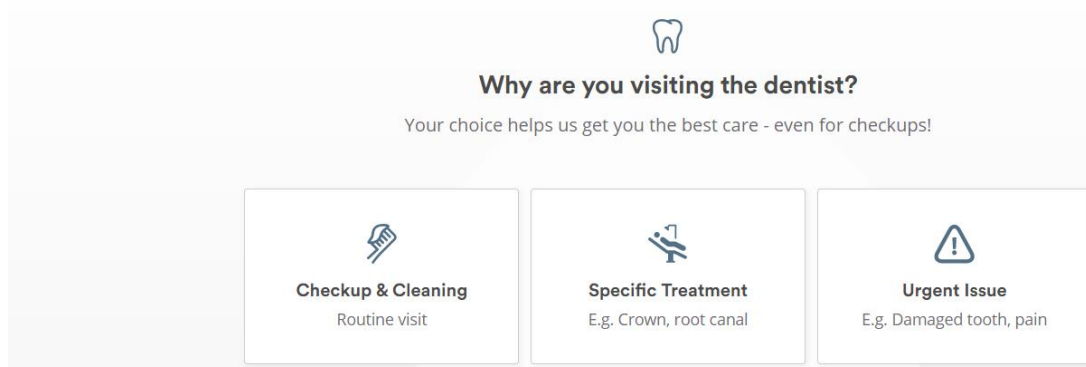 Why are you visiting the dentist?
Your choice helps us get you the best care - even for checkups!
Checkup & Cleaning
Routine visit
Specific Treatment
E.g. Crown, root canal
Urgent Issue
E.g. Damaged tooth, pain